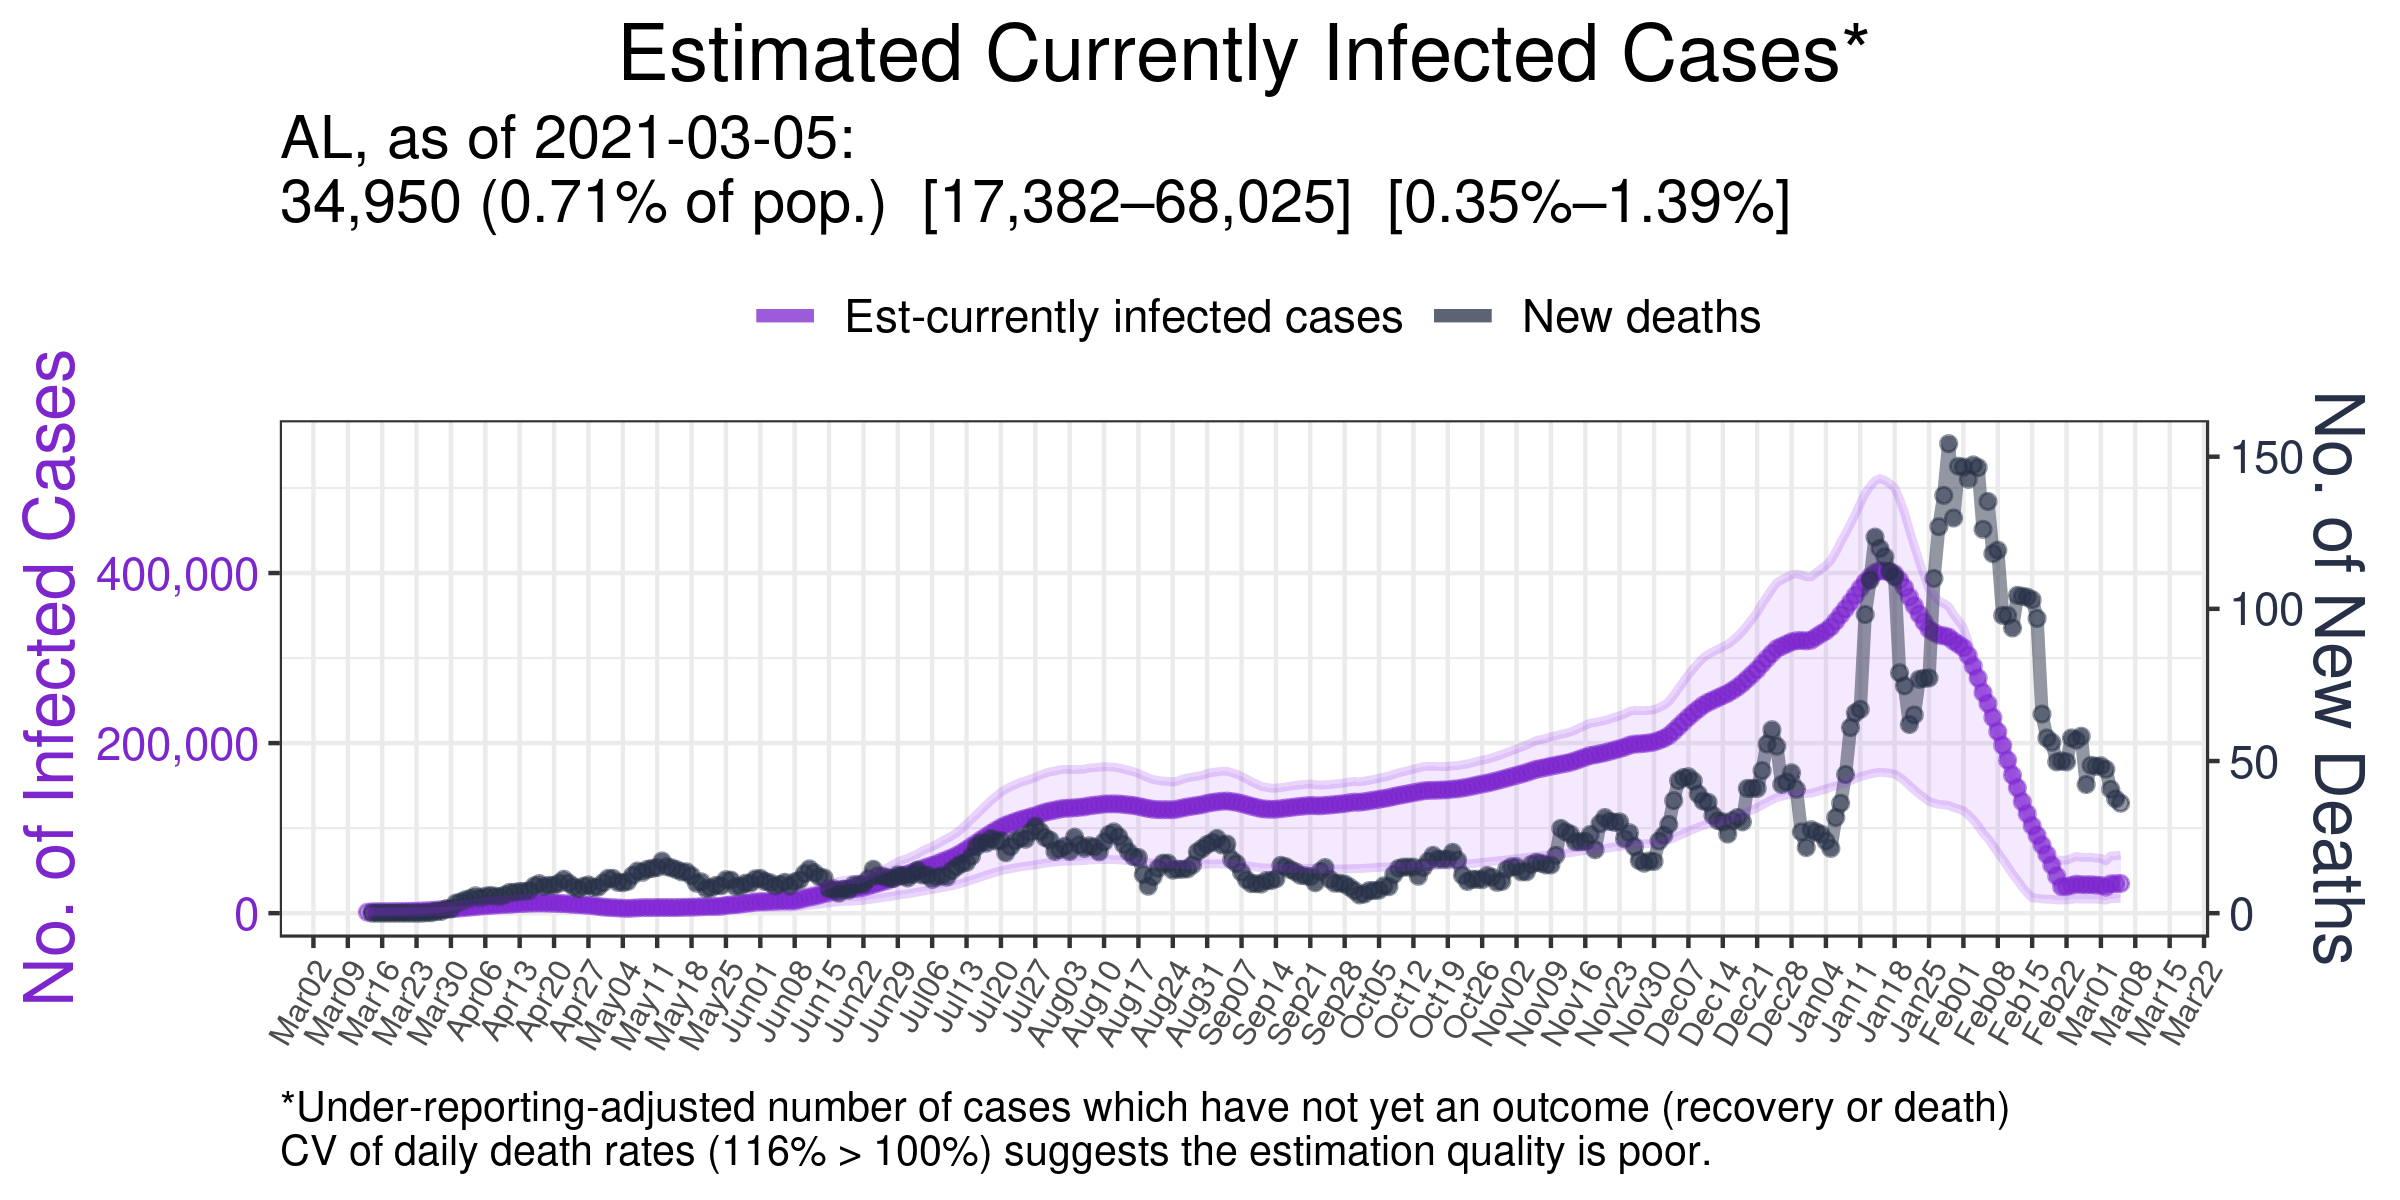 Estimated Currently Infected Cases*
AL, as of 2021-03-05:
34,950 (0.71% of pop.)  [17,382–68,025]  [0.35%–1.39%]
Est-currently infected cases
New deaths
No. of Infected Cases
400,000
200,000
0
150
100
50
0
No. of New Deaths
Mar02
Mar09
Mar16
Mar23
Mar30
Apr06
Apr13
Apr20
Apr27
May04
May11
May18
May25
Jun01
Jun08
Jun15
Jun22
Jun29
Jul06
Jul13
Jul20
Jul27
Aug03
Aug10
Aug17
Aug24
Aug31
Sep07
Sep14
Sep21
Sep28
Oct05
Oct12
Oct19
Oct26
Nov02
Nov09
Nov16
Nov23
Nov30
Dec07
Dec14
Dec21
Dec28
Jan04
Jan11
Jan18
Jan25
Feb01
Feb08
Feb15
Feb22
Mar01
Mar08
Mar15
Mar22
*Under-reporting-adjusted number of cases which have not yet an outcome (recovery or death)
CV of daily death rates (116% > 100%) suggests the estimation quality is poor.